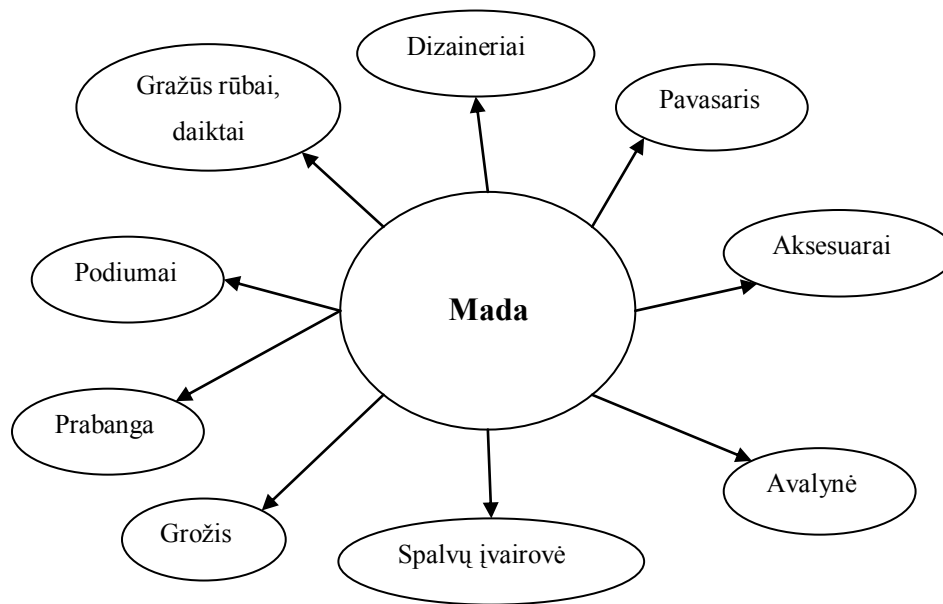 Dizaineriai
Gražūs rūbai,
daiktai
Pavasaris
Aksesuarai
Podiumai
Mada
Prabanga
Avalynė
Grožis
Spalvų įvairovė